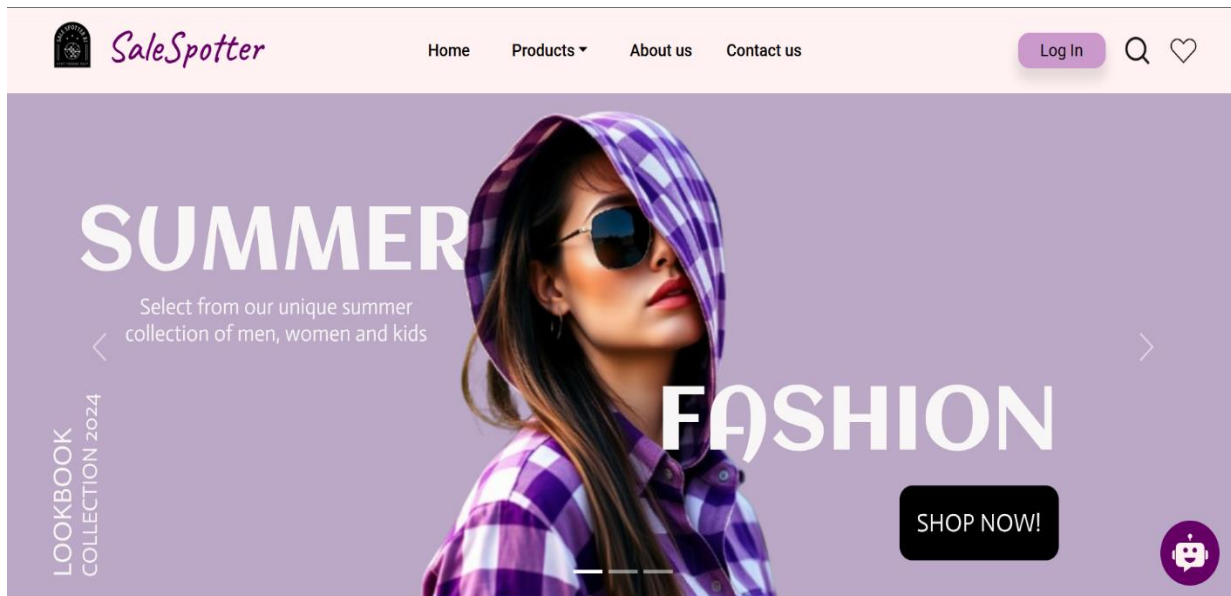 SaleSpotter
Home
Products
About us
Contact us
Log In
SUMMER
Select from our unique summer
collection of men, women and kids
FASHION
LOOKBOOK
COLLECTION 2024
SHOP NOW!